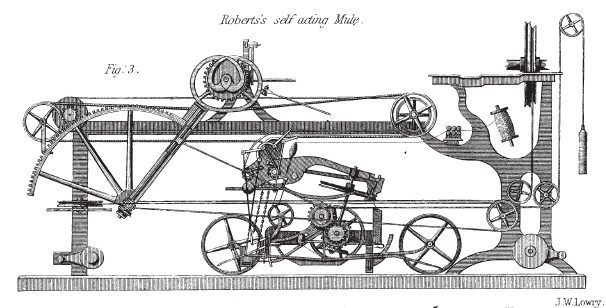 Roberts's self acting Mule.
Fig: 3.
J.W. Lowry.